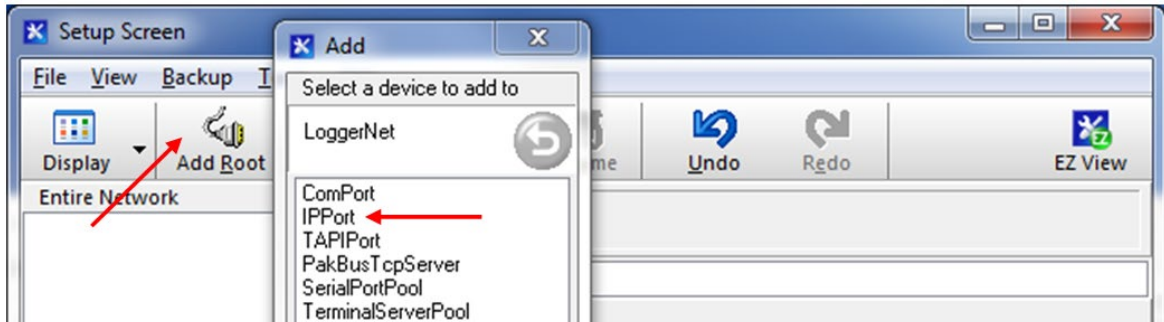 Setup Screen
Add
File View Backup T
Select a device to add to
LoggerNet
Display Add Root me Undo Redo EZ View
Entire Network
ComPort
IPPort
TAPIPort
PakBusTcpServer
SerialPortPool
TerminalServerPool